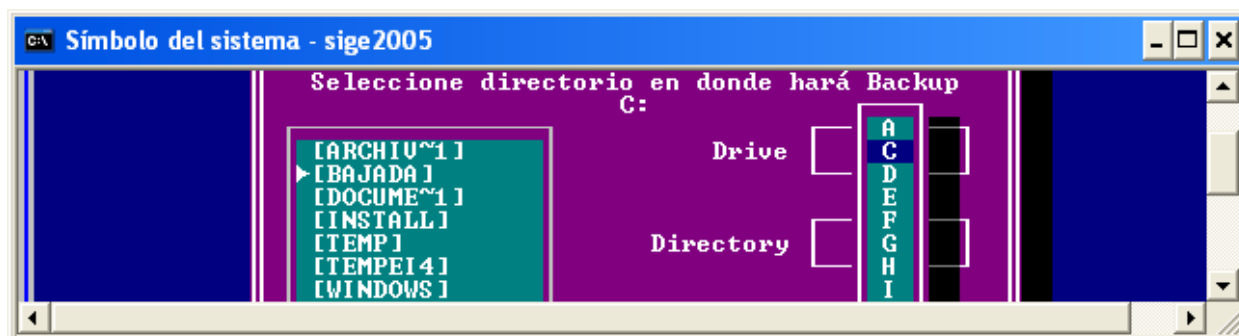 Símbolo del sistema - sige2005
Seleccione directorio en donde hará Backup
C:
[ARCHIV~1]
[BAJADA]
[DOCUME~1]
[INSTALL]
[TEMP]
[TEMPEI4]
[WINDOWS]
Drive
Directory
A
C
D
E
F
G
H
I